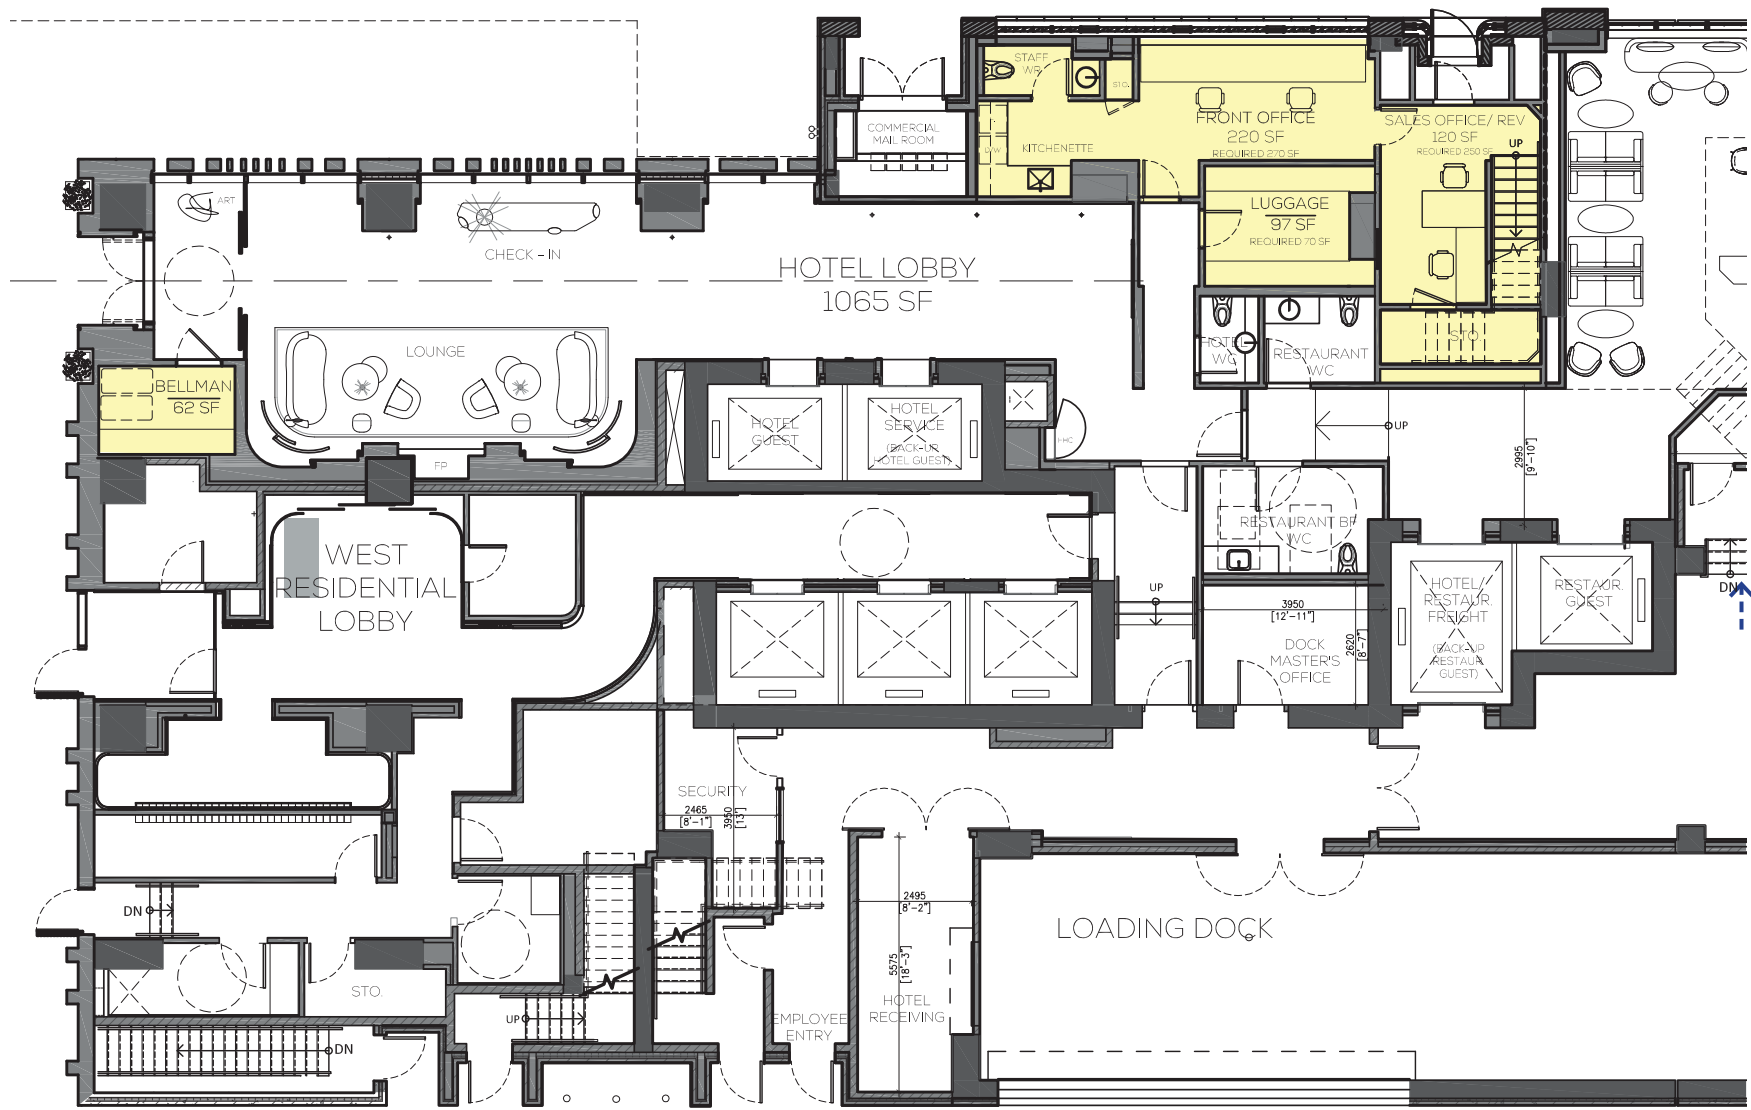 STAFF
WR
STO.
COMMERCIAL
MAIL ROOM
D/W
KITCHENETTE
FRONT OFFICE
220 SF
REQUIRED 270 SF
SALES OFFICE/ REV
120 SF
REQUIRED 250 SF
UP
ART
CHECK - IN
LUGGAGE
97 SF
REQUIRED 70 SF
HOTEL LOBBY
1065 SF
LOUNGE
HOTEL
WC
RESTAURANT
WC
STO.
BELLMAN
62 SF
HOTEL
GUEST
HOTEL
SERVICE
(BACK-UP
HOTEL GUEST)
UP
FP
2995
[9'-10"]
RESTAURANT BF
WC
WEST
RESIDENTIAL
LOBBY
UP
3950
[12'-11"]
2620
[8'-7"]
DOCK
MASTER'S
OFFICE
HOTEL/
RESTAUR.
FREIGHT
(BACK-UP
RESTAUR.
GUEST)
RESTAUR.
GUEST
DN
SECURITY
2465
[8'-1"]
3950
[13']
DN
2495
[8'-2"]
LOADING DOCK
5575
[18'-3"]
STO.
HOTEL
RECEIVING
UP
EMPLOYEE
ENTRY
DN